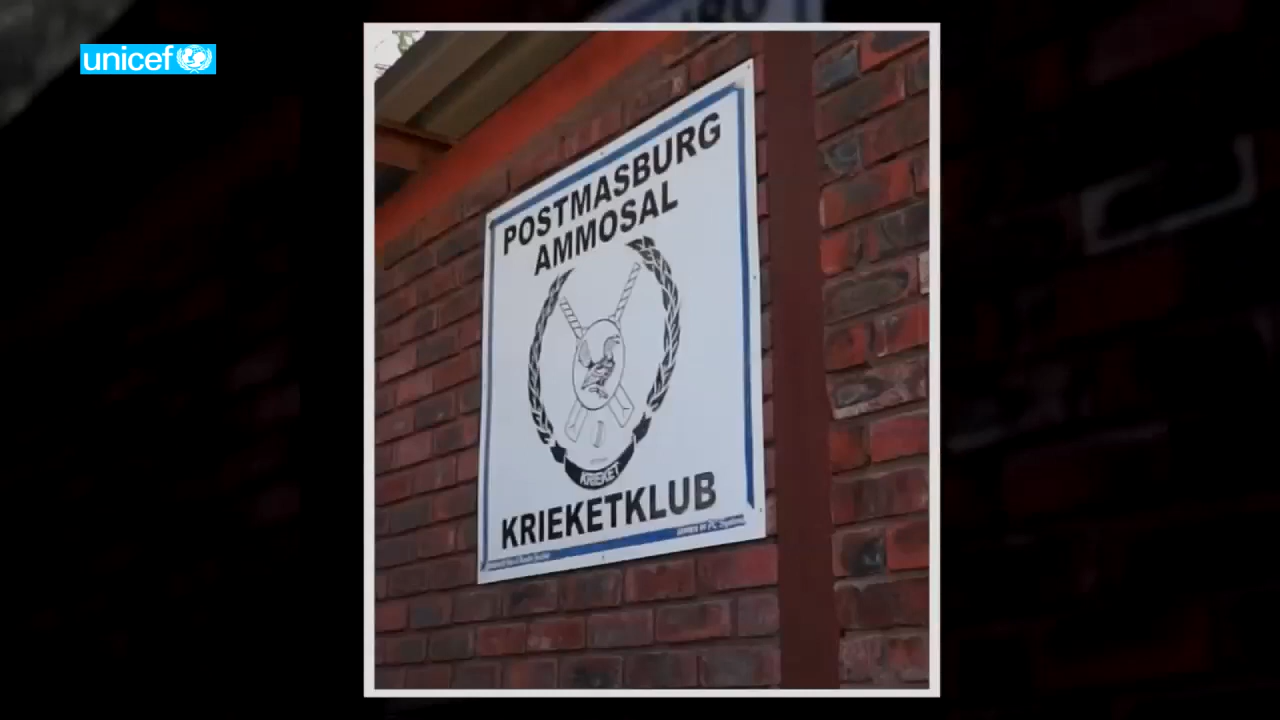 unicef
POSTMASBURG
AMMOSAL
KRIEKET
KRIEKETKLUB